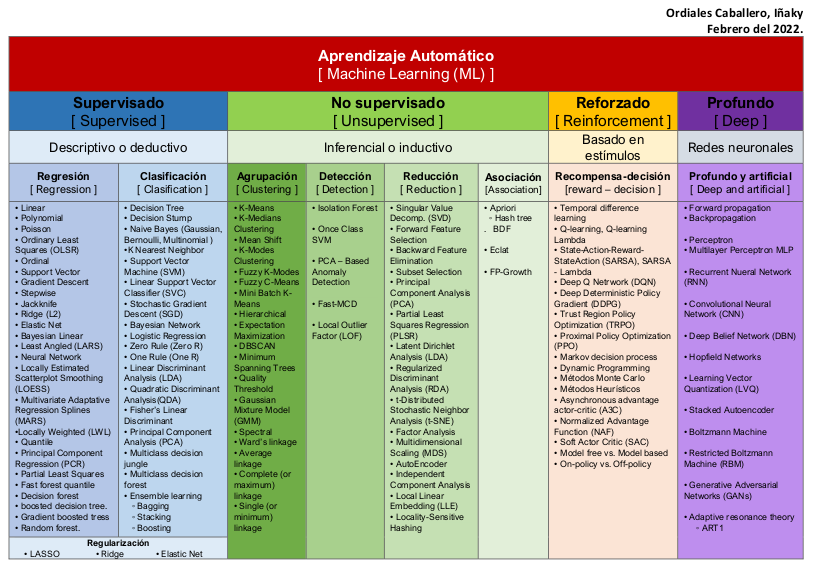 Ordiales Caballero, Iñaky
Febrero del 2022.
Aprendizaje Automático
[ Machine Learning (ML) ]
Supervisado
[ Supervised ]
No supervisado
[ Unsupervised ]
Reforzado
[ Reinforcement ]
Profundo
[ Deep ]
Descriptivo o deductivo
Inferencial o inductivo
Basado en
estímulos
Redes neuronales
Regresión
[ Regression ]
Clasificación
[ Clasification ]
Agrupación
[ Clustering ]
Detección
[ Detection ]
Reducción
[ Reduction ]
Asociación
[Association]
Recompensa-decisión
[reward – decision ]
Profundo y artificial
[ Deep and artificial ]
• Linear
• Polynomial
• Poisson
• Ordinary Least
Squares (OLSR)
• Ordinal
• Support Vector
• Gradient Descent
• Stepwise
• Jackknife
• Ridge (L2)
• Elastic Net
• Bayesian Linear
• Least Angled (LARS)
• Neural Network
• Locally Estimated
Scatterplot Smoothing
(LOESS)
• Multivariate Adaptative
Regression Splines
(MARS)
•Locally Weighted (LWL)
• Quantile
• Principal Component
Regression (PCR)
• Partial Least Squares
• Fast forest quantile
• Decision forest
• boosted decision tree.
• Gradient boosted tress
• Random forest.
• Decision Tree
• Decision Stump
• Naive Bayes (Gaussian,
Bernoulli, Multinomial )
•K Nearest Neighbor
• Support Vector
Machine (SVM)
• Linear Support Vector
Classifier (SVC)
• Stochastic Gradient
Descent (SGD)
• Bayesian Network
• Logistic Regression
• Zero Rule (Zero R)
• One Rule (One R)
• Linear Discriminant
Analysis (LDA)
• Quadratic Discriminant
Analysis(QDA)
• Fisher's Linear
Discriminant
• Principal Component
Analysis (PCA)
• Multiclass decision
jungle
• Multiclass decision
forest
• Ensemble learning
- Bagging
- Stacking
- Boosting
• K-Means
• K-Medians
Clustering
• Mean Shift
• K-Modes
Clustering
• Fuzzy K-Modes
• Fuzzy C-Means
• Mini Batch K-
Means
• Hierarchical
• Expectation
Maximization
• DBSCAN
• Minimum
Spanning Trees
• Quality
Threshold
• Gaussian
Mixture Model
(GMM)
• Spectral
• Ward's linkage
• Average
linkage
• Complete (or
maximum)
linkage
• Single (or
minimum)
linkage
• Isolation Forest
• Once Class
SVM
• PCA – Based
Anomaly
Detection
• Fast-MCD
• Local Outlier
Factor (LOF)
• Singular Value
Decomp. (SVD)
• Forward Feature
Selection
• Backward Feature
Elimination
• Subset Selection
• Principal
Component Analysis
(PCA)
• Partial Least
Squares Regression
(PLSR)
• Latent Dirichlet
Analysis (LDA)
• Regularized
Discriminant
Analysis (RDA)
• t-Distributed
Stochastic Neighbor
Analysis (t-SNE)
• Factor Analysis
• Multidimensional
Scaling (MDS)
• AutoEncoder
• Independent
Component Analysis
• Local Linear
Embedding (LLE)
• Locality-Sensitive
Hashing
• Apriori
- Hash tree
. BDF
• Eclat
• FP-Growth
• Temporal difference
learning
• Q-learning, Q-learning
Lambda
• State-Action-Reward-
StateAction (SARSA), SARSA
- Lambda
• Deep Q Netrwork (DQN)
• Deep Deterministic Policy
Gradient (DDPG)
• Trust Region Policy
Optimization (TRPO)
• Proximal Policy Optimization
(PPO)
• Markov decision process
• Dynamic Programming
• Métodos Monte Carlo
• Métodos Heurísticos
• Asynchronous advantage
actor-critic (A3C)
• Normalized Advantage
Function (NAF)
• Soft Actor Critic (SAC)
• Model free vs. Model based
• On-policy vs. Off-policy
• Forward propagation
• Backpropagation
• Perceptron
• Multilayer Perceptron MLP
• Recurrent Nueral Network
(RNN)
• Convolutional Neural
Network (CNN)
• Deep Belief Network (DBN)
• Hopfield Networks
• Learning Vector
Quantization (LVQ)
• Stacked Autoencoder
• Boltzmann Machine
• Restricted Boltzmann
Machine (RBM)
• Generative Adversarial
Networks (GANs)
• Adaptive resonance theory
- ART1
Regularización
• LASSO • Ridge • Elastic Net